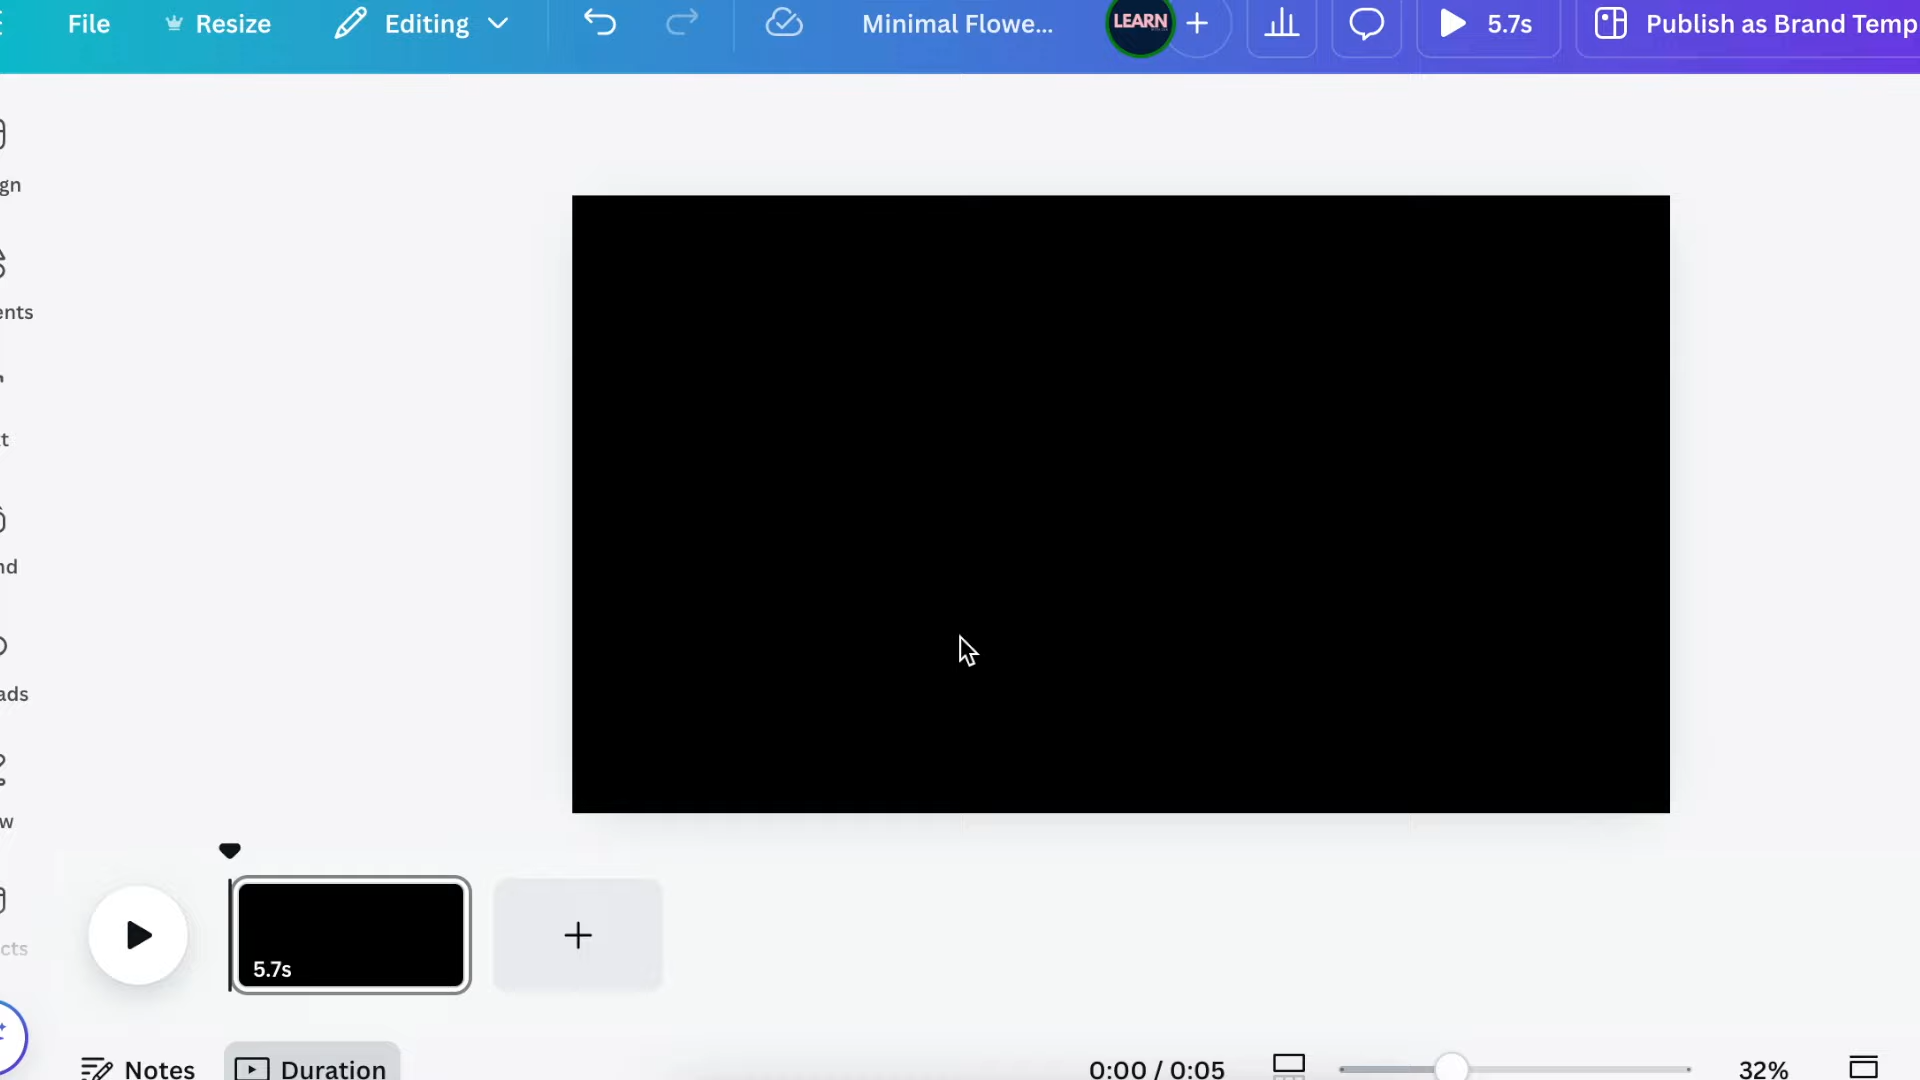 File
Resize
Editing
Minimal Flowe...
LEARN
5.7s
Publish as Brand Temp
gn
ents
t
nd
ads
w
cts
5.7s
Notes
Duration
0:00 / 0:05
32%